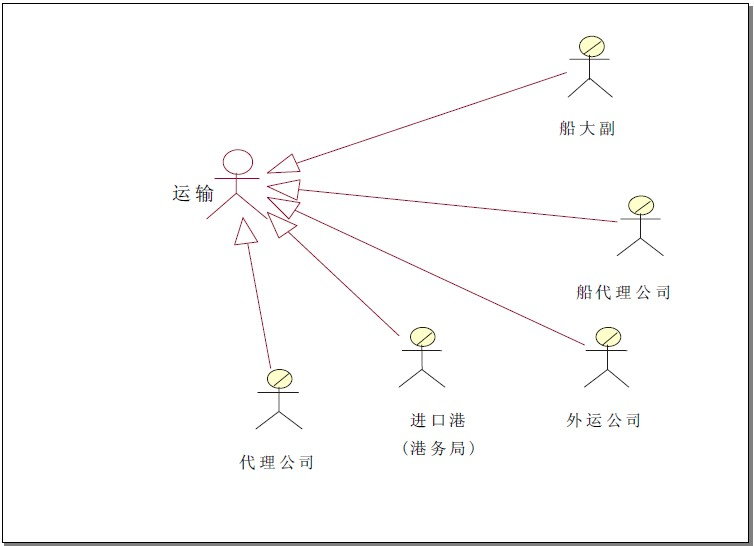 船大副
运输
船代理公司
进口港
(港务局)
外运公司
代理公司